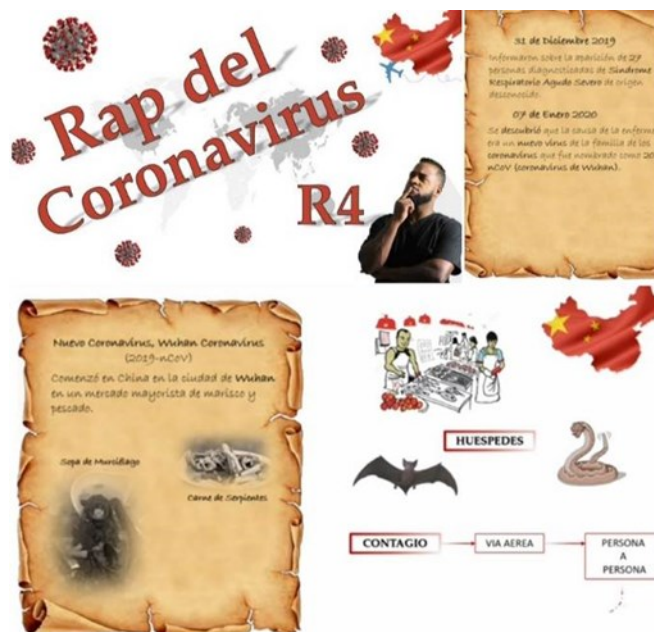 Rap del
Coronavirus
R4
31 de Diciembre 2019
Informaron sobre la aparición de 27
personas diagnosticadas de Síndrome
Respiratorio Agudo Severo de origen
desconocido.
07 de Enero 2020
Se descubrió que la causa de la enferme
era un nuevo virus de la familia de los
coronavirus que fue nombrado como 20
nCoV (coronavirus de Wuhan).
Nuevo Coronavirus, Wuhan Coronavirus
(2019-nCoV)
Comenzó en China en la ciudad de Wuhan
en un mercado mayorista de marisco y
pescado.
Sopa de Murciélago
Carne de Serpientes
HUESPEDES
CONTAGIO
VIA AEREA
PERSONA
A
PERSONA